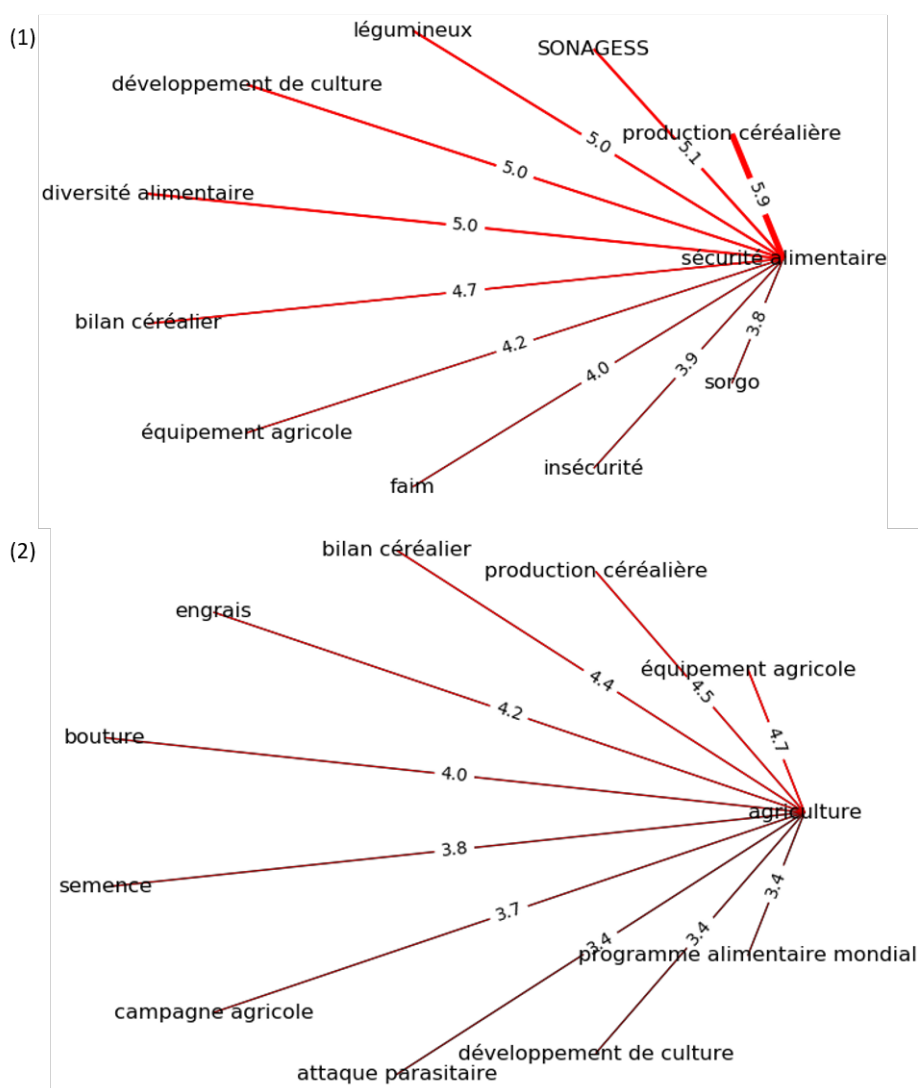 (1)
légumineux
SONAGESS
développement de culture
production céréalière
5.0
5.1
5.0
5.9
diversité alimentaire
5.0
sécurité alimentaire
4.7
bilan céréalier
3.8
4.2
3.9
4.0
sorgo
équipement agricole
insécurité
faim
(2)
bilan céréalier
production céréalière
engrais
équipement agricole
4.4
4.5
4.2
4.7
bouture
4.0
agriculture
3.8
semence
3.4
3.7
3.4
3.4
programme alimentaire mondial
campagne agricole
développement de culture
attaque parasitaire